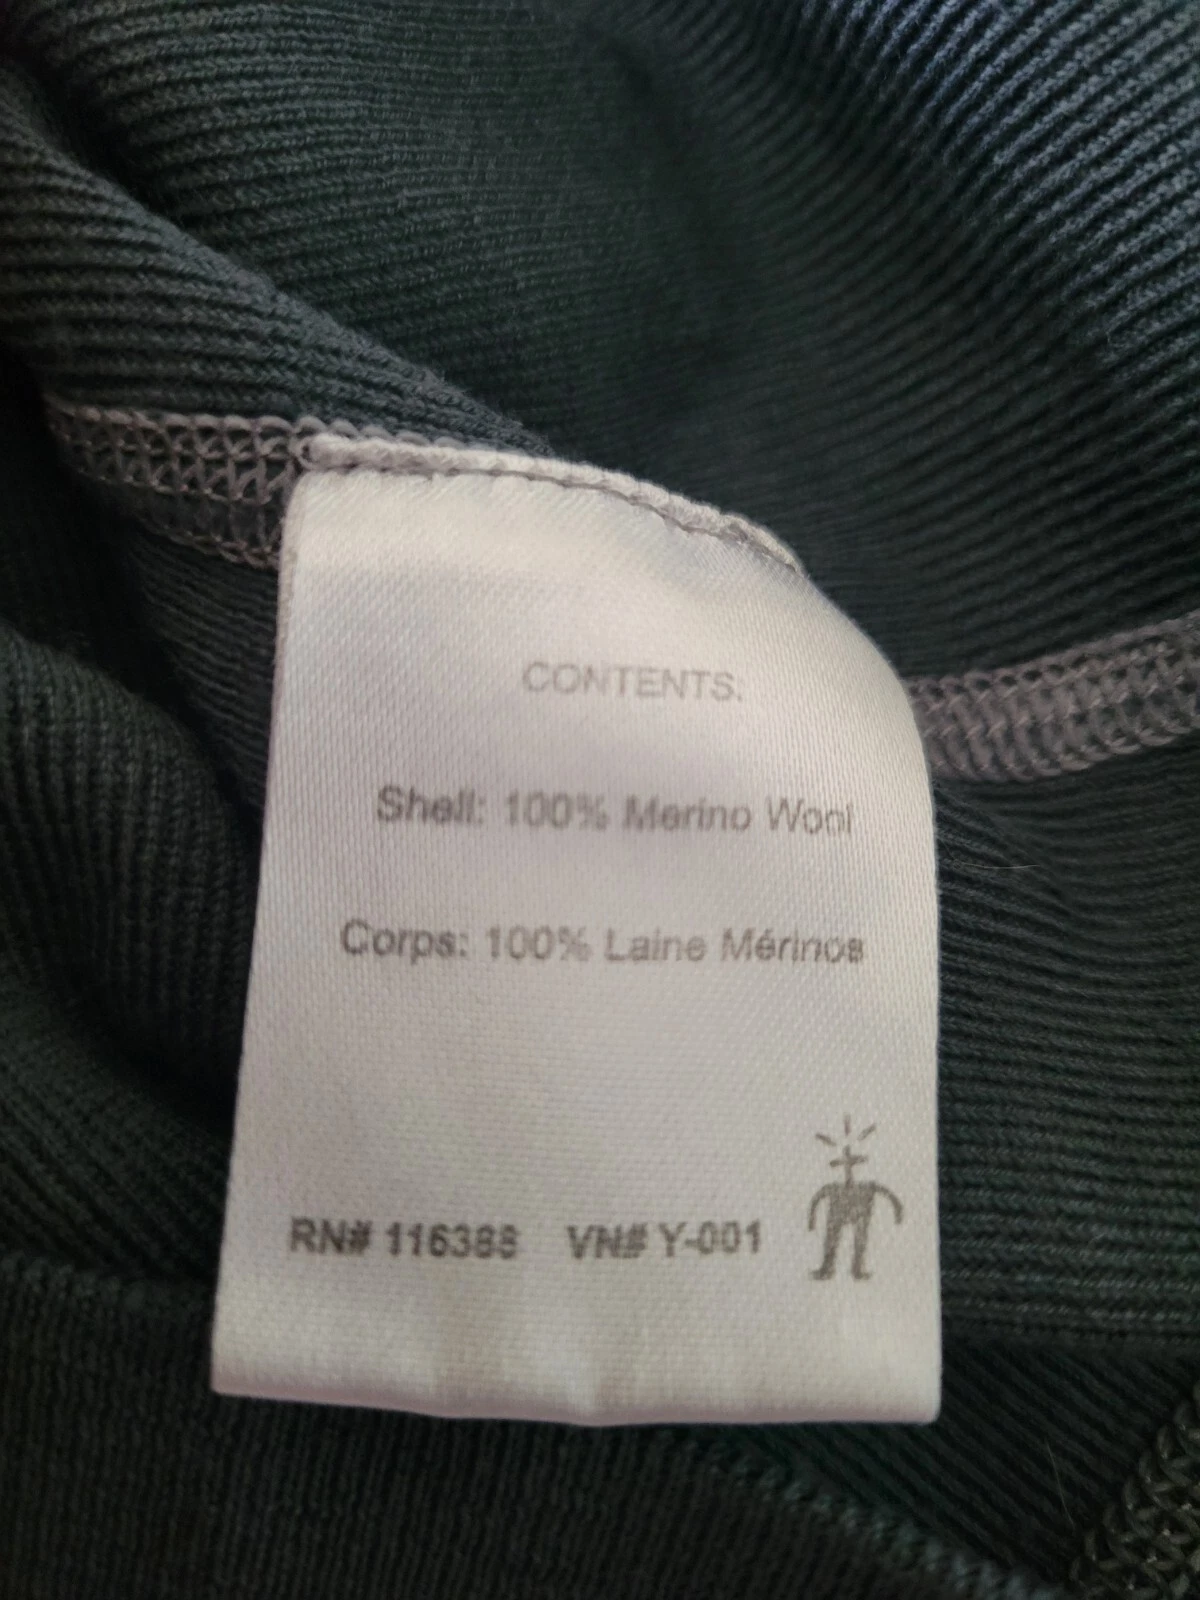 CONTENTS:
Shell: 100% Merino Wool
Corps: 100% Laine Mérinos
RN# 116388 VN# Y-001